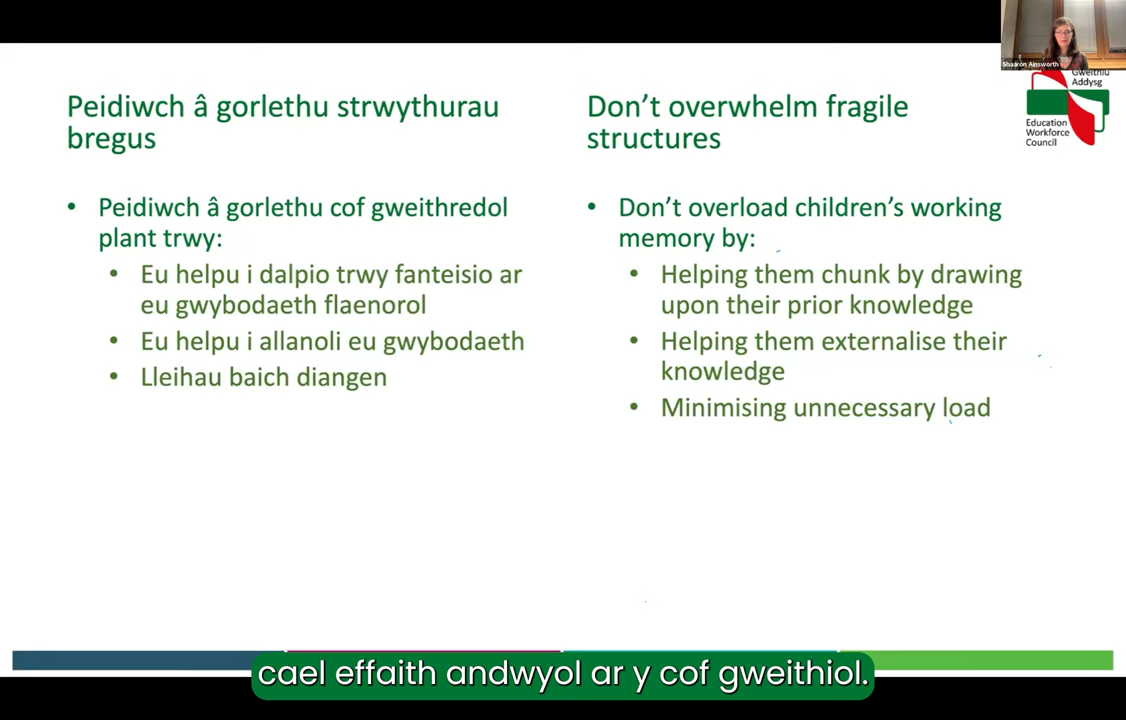 Shaaron Ainsworth
Gweithlu
Addysg
Education
Workforce
Council
Peidiwch â gorlethu strwythurau
bregus
• Peidiwch â gorlethu cof gweithredol
plant trwy:
• Eu helpu i dalpio trwy fanteisio ar
eu gwybodaeth flaenorol
• Eu helpu i allanoli eu gwybodaeth
• Lleihau baich diangen
Don’t overwhelm fragile
structures
• Don’t overload children’s working
memory by:
• Helping them chunk by drawing
upon their prior knowledge
• Helping them externalise their
knowledge
• Minimising unnecessary load
cael effaith andwyol ar y cof gweithiol.